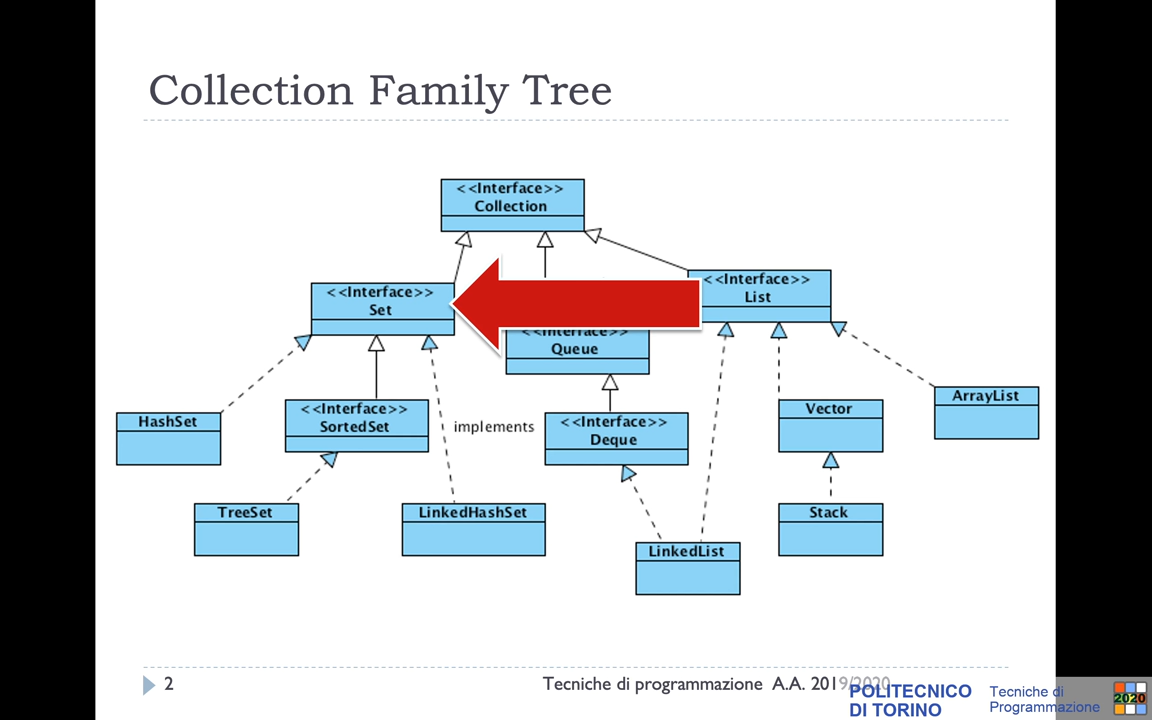 Collection Family Tree
<<Interface>>
Collection
<<Interface>>
Set
<<Interface>>
List
<<Interface>>
Queue
HashSet
<<Interface>>
SortedSet
implements
<<Interface>>
Deque
Vector
ArrayList
TreeSet
LinkedHashSet
LinkedList
Stack
2
Tecniche di programmazione A.A. 2019/2020
POLITECNICO
DI TORINO
Tecniche di
Programmazione
2020